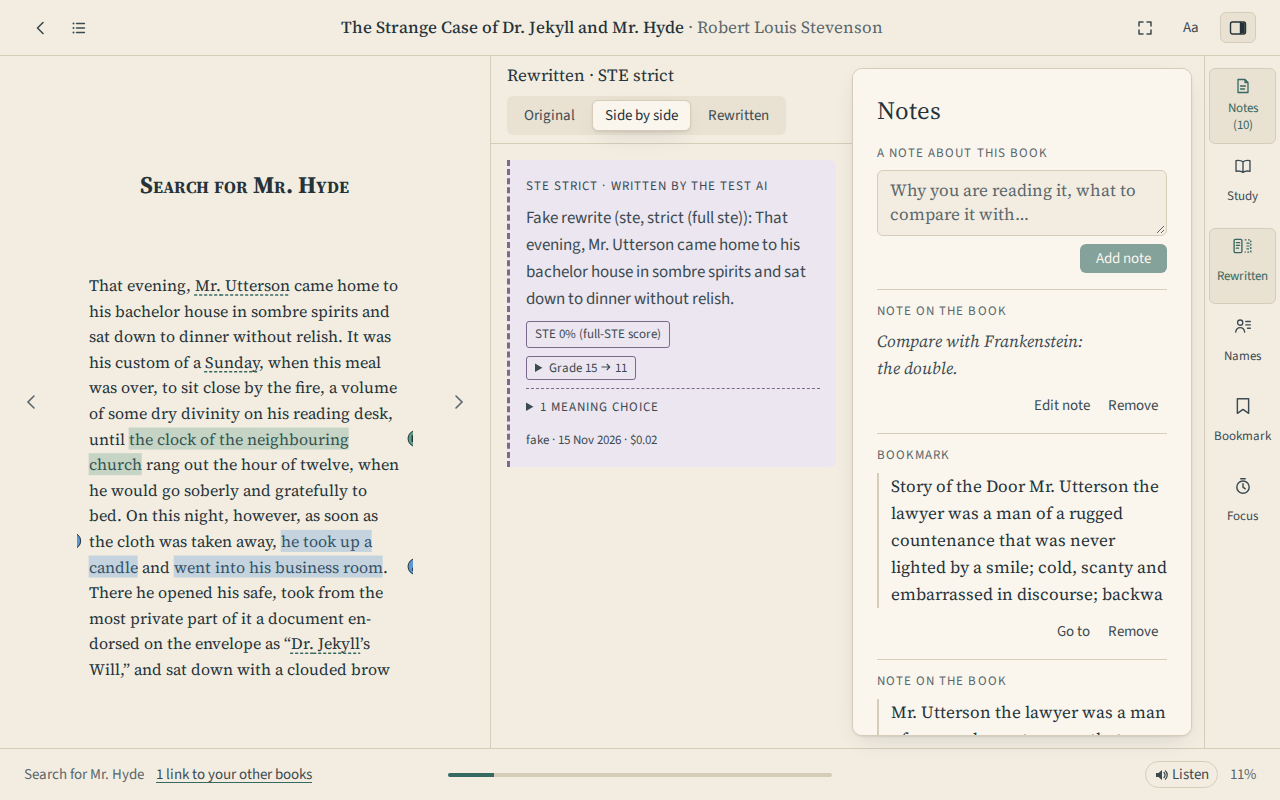 The Strange Case of Dr. Jekyll and Mr. Hyde · Robert Louis Stevenson
Aa
Search for Mr. Hyde
That evening, Mr. Utterson came home to
his bachelor house in sombre spirits and
sat down to dinner without relish. It was
his custom of a Sunday, when this meal
was over, to sit close by the fire, a volume
of some dry divinity on his reading desk,
until the clock of the neighbouring
church rang out the hour of twelve, when
he would go soberly and gratefully to
bed. On this night, however, as soon as
the cloth was taken away, he took up a
candle and went into his business room.
There he opened his safe, took from the
most private part of it a document en-
dorsed on the envelope as “Dr. Jekyll’s
Will,” and sat down with a clouded brow
Rewritten · STE strict
Original
Side by side
Rewritten
STE STRICT · WRITTEN BY THE TEST AI
Fake rewrite (ste, strict (full ste)): That
evening, Mr. Utterson came home to his
bachelor house in sombre spirits and sat
down to dinner without relish.
STE 0% (full-STE score)
Grade 15 → 11
1 MEANING CHOICE
fake · 15 Nov 2026 · $0.02
Notes
A NOTE ABOUT THIS BOOK
Why you are reading it, what to
compare it with…
Add note
NOTE ON THE BOOK
Compare with Frankenstein:
the double.
Edit note
Remove
BOOKMARK
Story of the Door Mr. Utterson the
lawyer was a man of a rugged
countenance that was never
lighted by a smile; cold, scanty and
embarrassed in discourse; backwa
Go to
Remove
NOTE ON THE BOOK
Mr. Utterson the lawyer was a man
Notes
(10)
Study
Rewritten
Names
Bookmark
Focus
Search for Mr. Hyde
1 link to your other books
Listen
11%